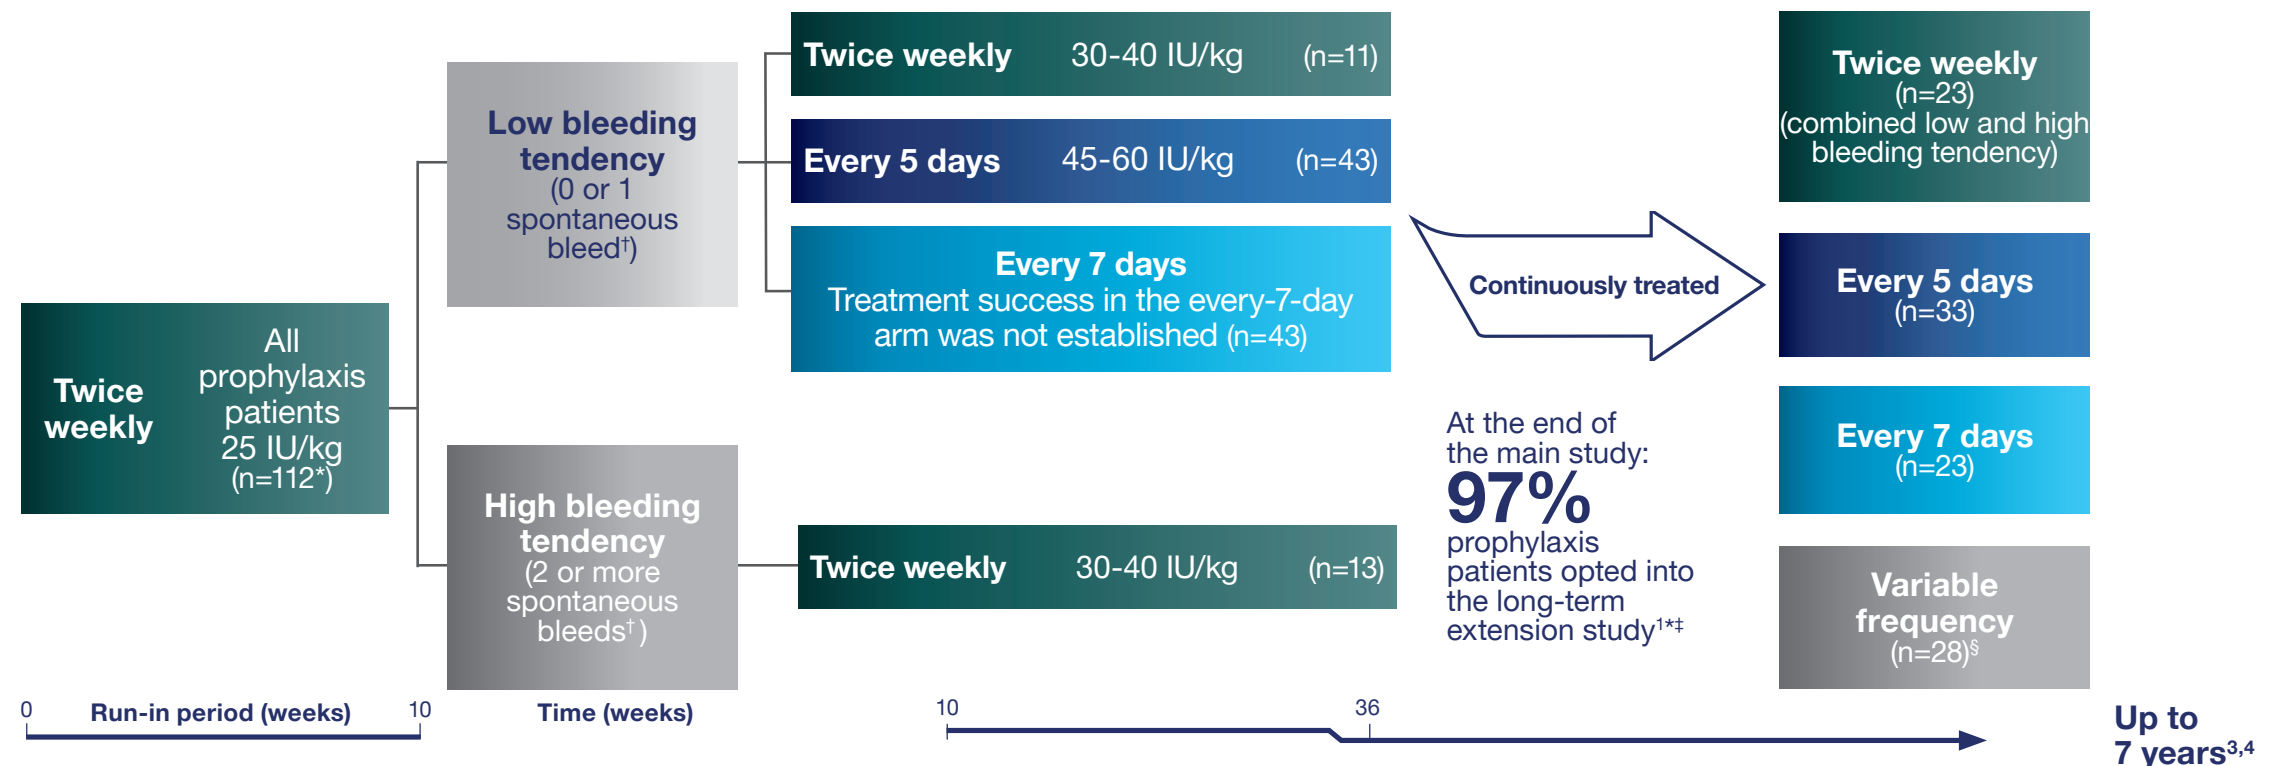 Twice
weekly
All
prophylaxis
patients
25 IU/kg
(n=112*)
Low bleeding
tendency
(0 or 1
spontaneous
bleed†)
High bleeding
tendency
(2 or more
spontaneous
bleeds†)
Twice weekly 30-40 IU/kg (n=11)
Every 5 days 45-60 IU/kg (n=43)
Every 7 days
Treatment success in the every-7-day
arm was not established (n=43)
Twice weekly 30-40 IU/kg (n=13)
Continuously treated
At the end of
the main study:
97%
prophylaxis
patients opted into
the long-term
extension study1*‡
Twice weekly
(n=23)
(combined low and high
bleeding tendency)
Every 5 days
(n=33)
Every 7 days
(n=23)
Variable
frequency
(n=28)§
0 Run-in period (weeks) 10
Time (weeks)
10 36
Up to
7 years3,4